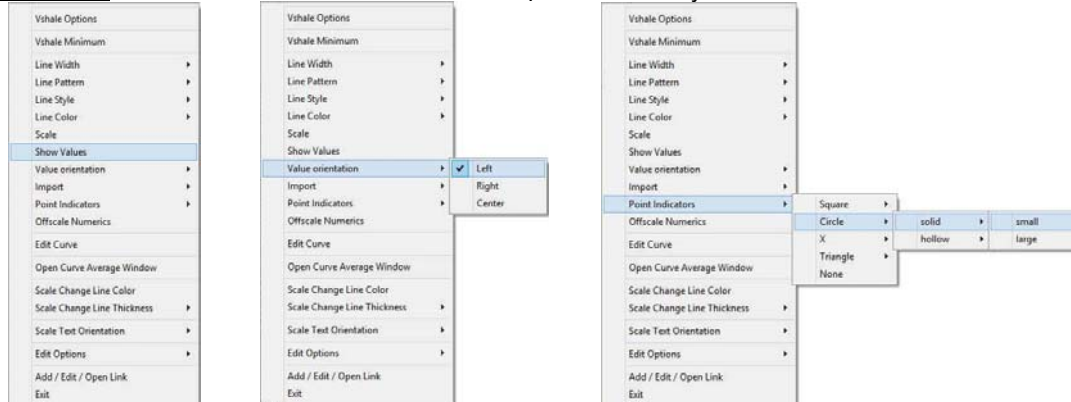 Vshale Options
Vshale Minimum
Line Width
Line Pattern
Line Style
Line Color
Scale
Show Values
Value orientation
Import
Point Indicators
Offscale Numerics
Edit Curve
Open Curve Average Window
Scale Change Line Color
Scale Change Line Thickness
Scale Text Orientation
Edit Options
Add / Edit / Open Link
Exit
Vshale Options
Vshale Minimum
Line Width
Line Pattern
Line Style
Line Color
Scale
Show Values
Value orientation
Import
Point Indicators
Offscale Numerics
Edit Curve
Open Curve Average Window
Scale Change Line Color
Scale Change Line Thickness
Scale Text Orientation
Edit Options
Add / Edit / Open Link
Exit
Left
Right
Center
Vshale Options
Vshale Minimum
Line Width
Line Pattern
Line Style
Line Color
Scale
Show Values
Value orientation
Import
Point Indicators
Offscale Numerics
Edit Curve
Open Curve Average Window
Scale Change Line Color
Scale Change Line Thickness
Scale Text Orientation
Edit Options
Add / Edit / Open Link
Exit
Square
Circle
X
Triangle
None
solid
hollow
small
large